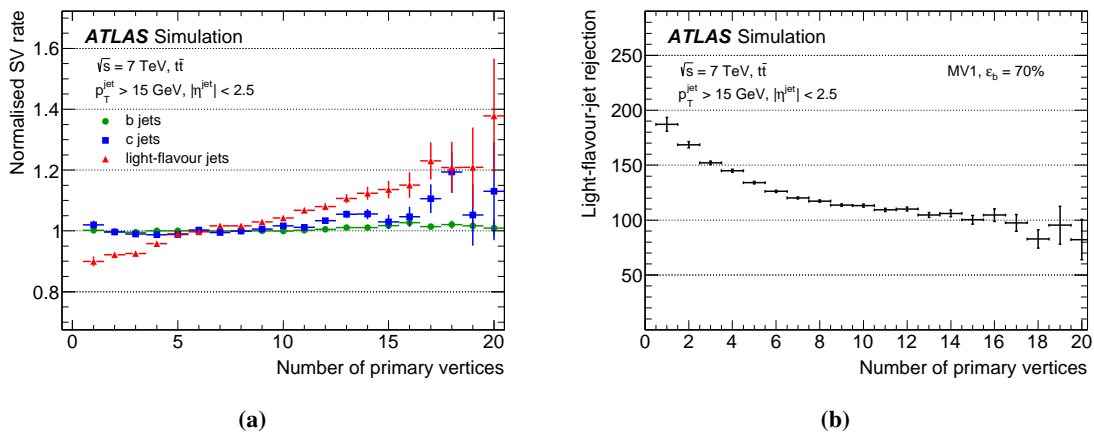 ATLAS Simulation
√s = 7 TeV, tt̄
p_T^jet > 15 GeV, |η^jet| < 2.5
b jets
c jets
light-flavour jets
Normalised SV rate
1.6
1.4
1.2
1
0.8
0 5 10 15 20
Number of primary vertices
(a)
ATLAS Simulation
√s = 7 TeV, tt̄
MV1, ε_b = 70%
p_T^jet > 15 GeV, |η^jet| < 2.5
Light-flavour-jet rejection
250
200
150
100
50
0 2 4 6 8 10 12 14 16 18 20
Number of primary vertices
(b)